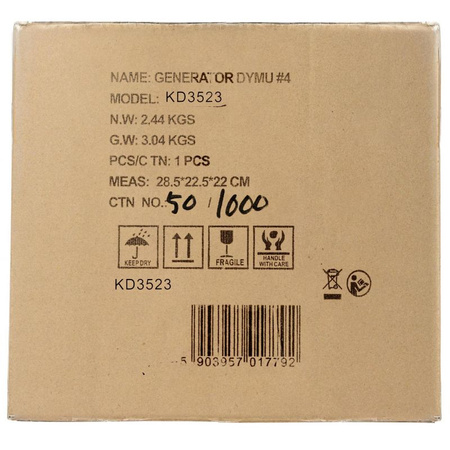 NAME: GENERATOR DYMU #4
MODEL: KD3523
N.W: 2.44 KGS
G.W: 3.04 KGS
PCS/C TN: 1 PCS
MEAS: 28.5*22.5*22 CM
CTN NO.: 50 / 1000
KEEP DRY
FRAGILE
HANDLE
WITH CARE
KD3523
5 903957 017792